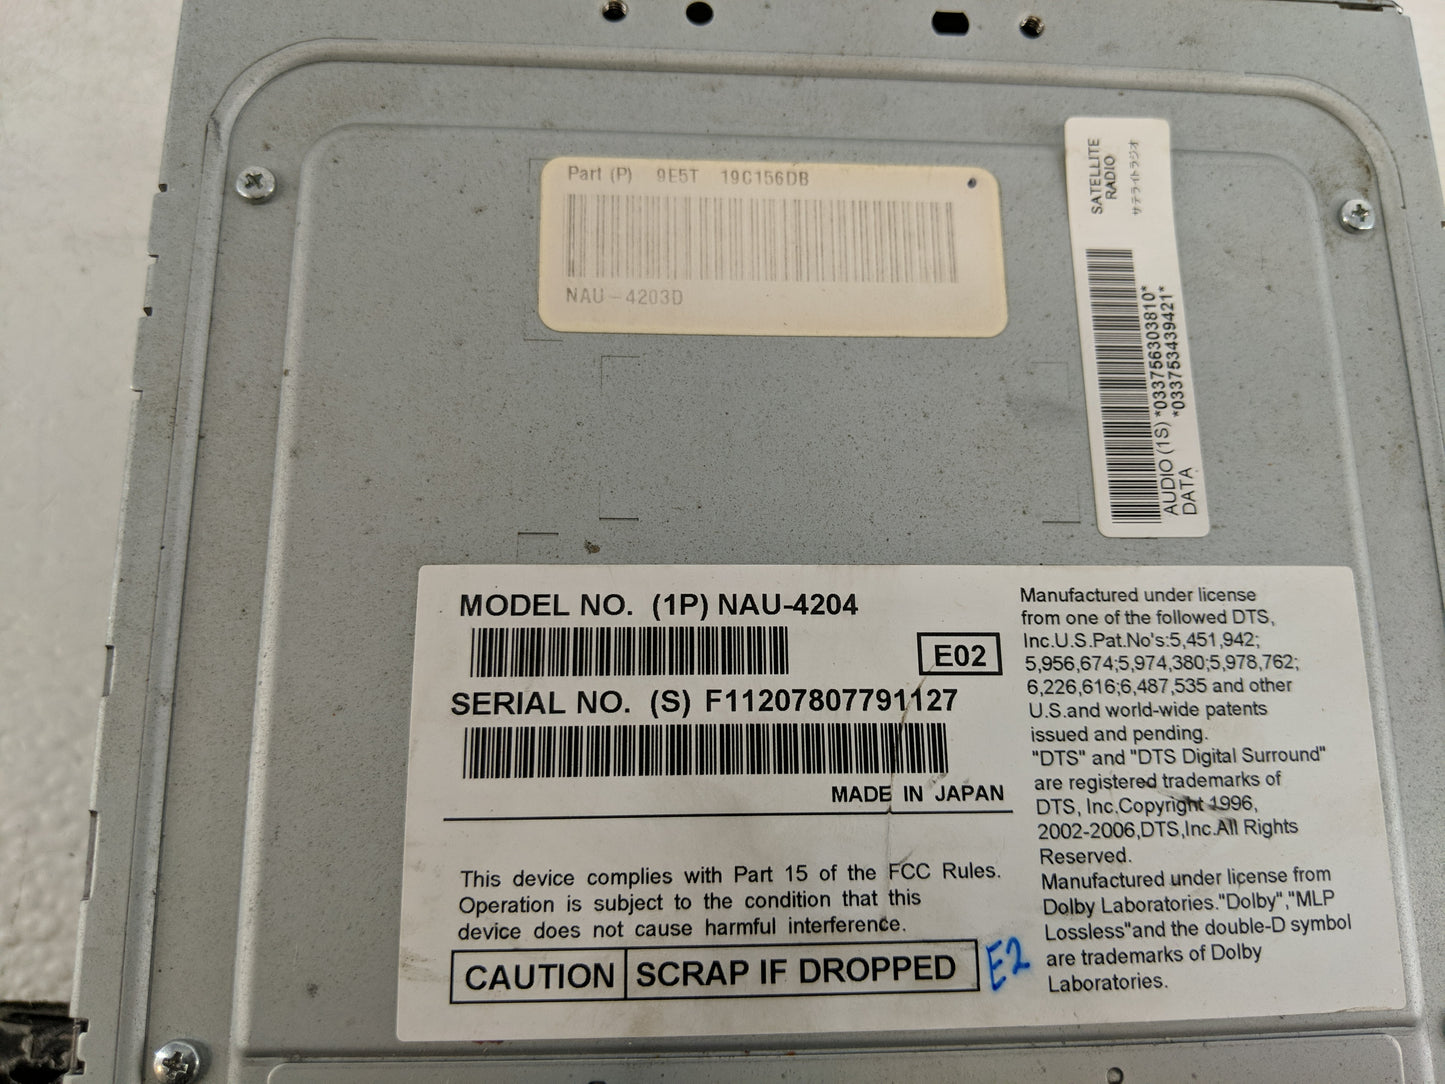 Part (P) 9E5T 19C156DB
NAU-4203D
SATELLITE
RADIO
サテライトラジオ
AUDIO (1S) *033756303810*
DATA *033753439421*
MODEL NO. (1P) NAU-4204
E02
SERIAL NO. (S) F11207807791127
MADE IN JAPAN
This device complies with Part 15 of the FCC Rules.
Operation is subject to the condition that this
device does not cause harmful interference.
CAUTION SCRAP IF DROPPED
E2
Manufactured under license
from one of the following DTS,
Inc.U.S.Pat.No's:5,451,942;
5,956,674;5,974,380;5,978,762;
6,226,616;6,487,535 and other
U.S.and world-wide patents
issued and pending.
"DTS" and "DTS Digital Surround"
are registered trademarks of
DTS, Inc.Copyright 1996,
2002-2006,DTS,Inc.All Rights
Reserved.
Manufactured under license from
Dolby Laboratories."Dolby","MLP
Lossless"and the double-D symbol
are trademarks of Dolby
Laboratories.